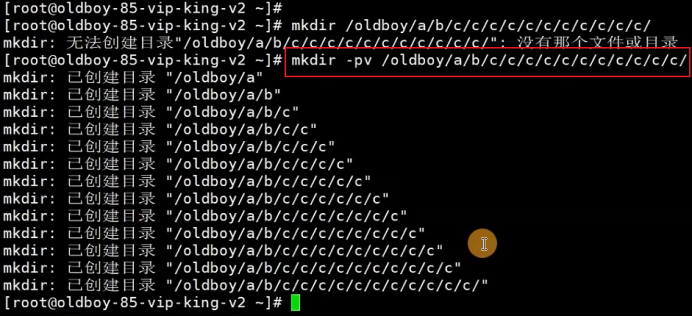 [root@oldboy-85-vip-king-v2 ~]#
[root@oldboy-85-vip-king-v2 ~]# mkdir /oldboy/a/b/c/c/c/c/c/c/c/c/c/c/c/
mkdir: 无法创建目录"/oldboy/a/b/c/c/c/c/c/c/c/c/c/c/c/": 没有那个文件或目录
[root@oldboy-85-vip-king-v2 ~]# mkdir -pv /oldboy/a/b/c/c/c/c/c/c/c/c/c/c/c/
mkdir: 已创建目录 "/oldboy/a"
mkdir: 已创建目录 "/oldboy/a/b"
mkdir: 已创建目录 "/oldboy/a/b/c"
mkdir: 已创建目录 "/oldboy/a/b/c/c"
mkdir: 已创建目录 "/oldboy/a/b/c/c/c"
mkdir: 已创建目录 "/oldboy/a/b/c/c/c/c"
mkdir: 已创建目录 "/oldboy/a/b/c/c/c/c/c"
mkdir: 已创建目录 "/oldboy/a/b/c/c/c/c/c/c"
mkdir: 已创建目录 "/oldboy/a/b/c/c/c/c/c/c/c"
mkdir: 已创建目录 "/oldboy/a/b/c/c/c/c/c/c/c/c"
mkdir: 已创建目录 "/oldboy/a/b/c/c/c/c/c/c/c/c/c"
mkdir: 已创建目录 "/oldboy/a/b/c/c/c/c/c/c/c/c/c/c"
mkdir: 已创建目录 "/oldboy/a/b/c/c/c/c/c/c/c/c/c/c/c/"
[root@oldboy-85-vip-king-v2 ~]#